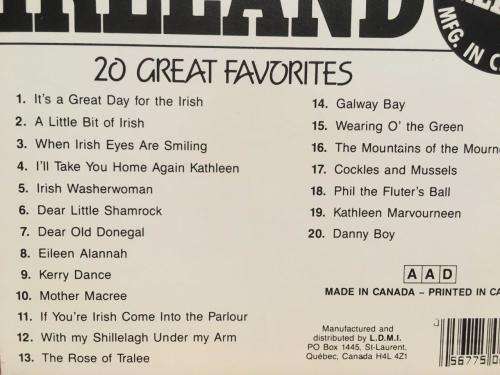 IRELAND
MFG. IN C
20 GREAT FAVORITES
1. It's a Great Day for the Irish
2. A Little Bit of Irish
3. When Irish Eyes Are Smiling
4. I'll Take You Home Again Kathleen
5. Irish Washerwoman
6. Dear Little Shamrock
7. Dear Old Donegal
8. Eileen Alannah
9. Kerry Dance
10. Mother Macree
11. If You're Irish Come Into the Parlour
12. With my Shillelagh Under my Arm
13. The Rose of Tralee
14. Galway Bay
15. Wearing O' the Green
16. The Mountains of the Mourn
17. Cockles and Mussels
18. Phil the Fluter's Ball
19. Kathleen Marvourneen
20. Danny Boy
A A D
MADE IN CANADA – PRINTED IN CA
Manufactured and
distributed by L.D.M.I.
PO Box 1445, St-Laurent,
Québec, Canada H4L 4Z1
56775